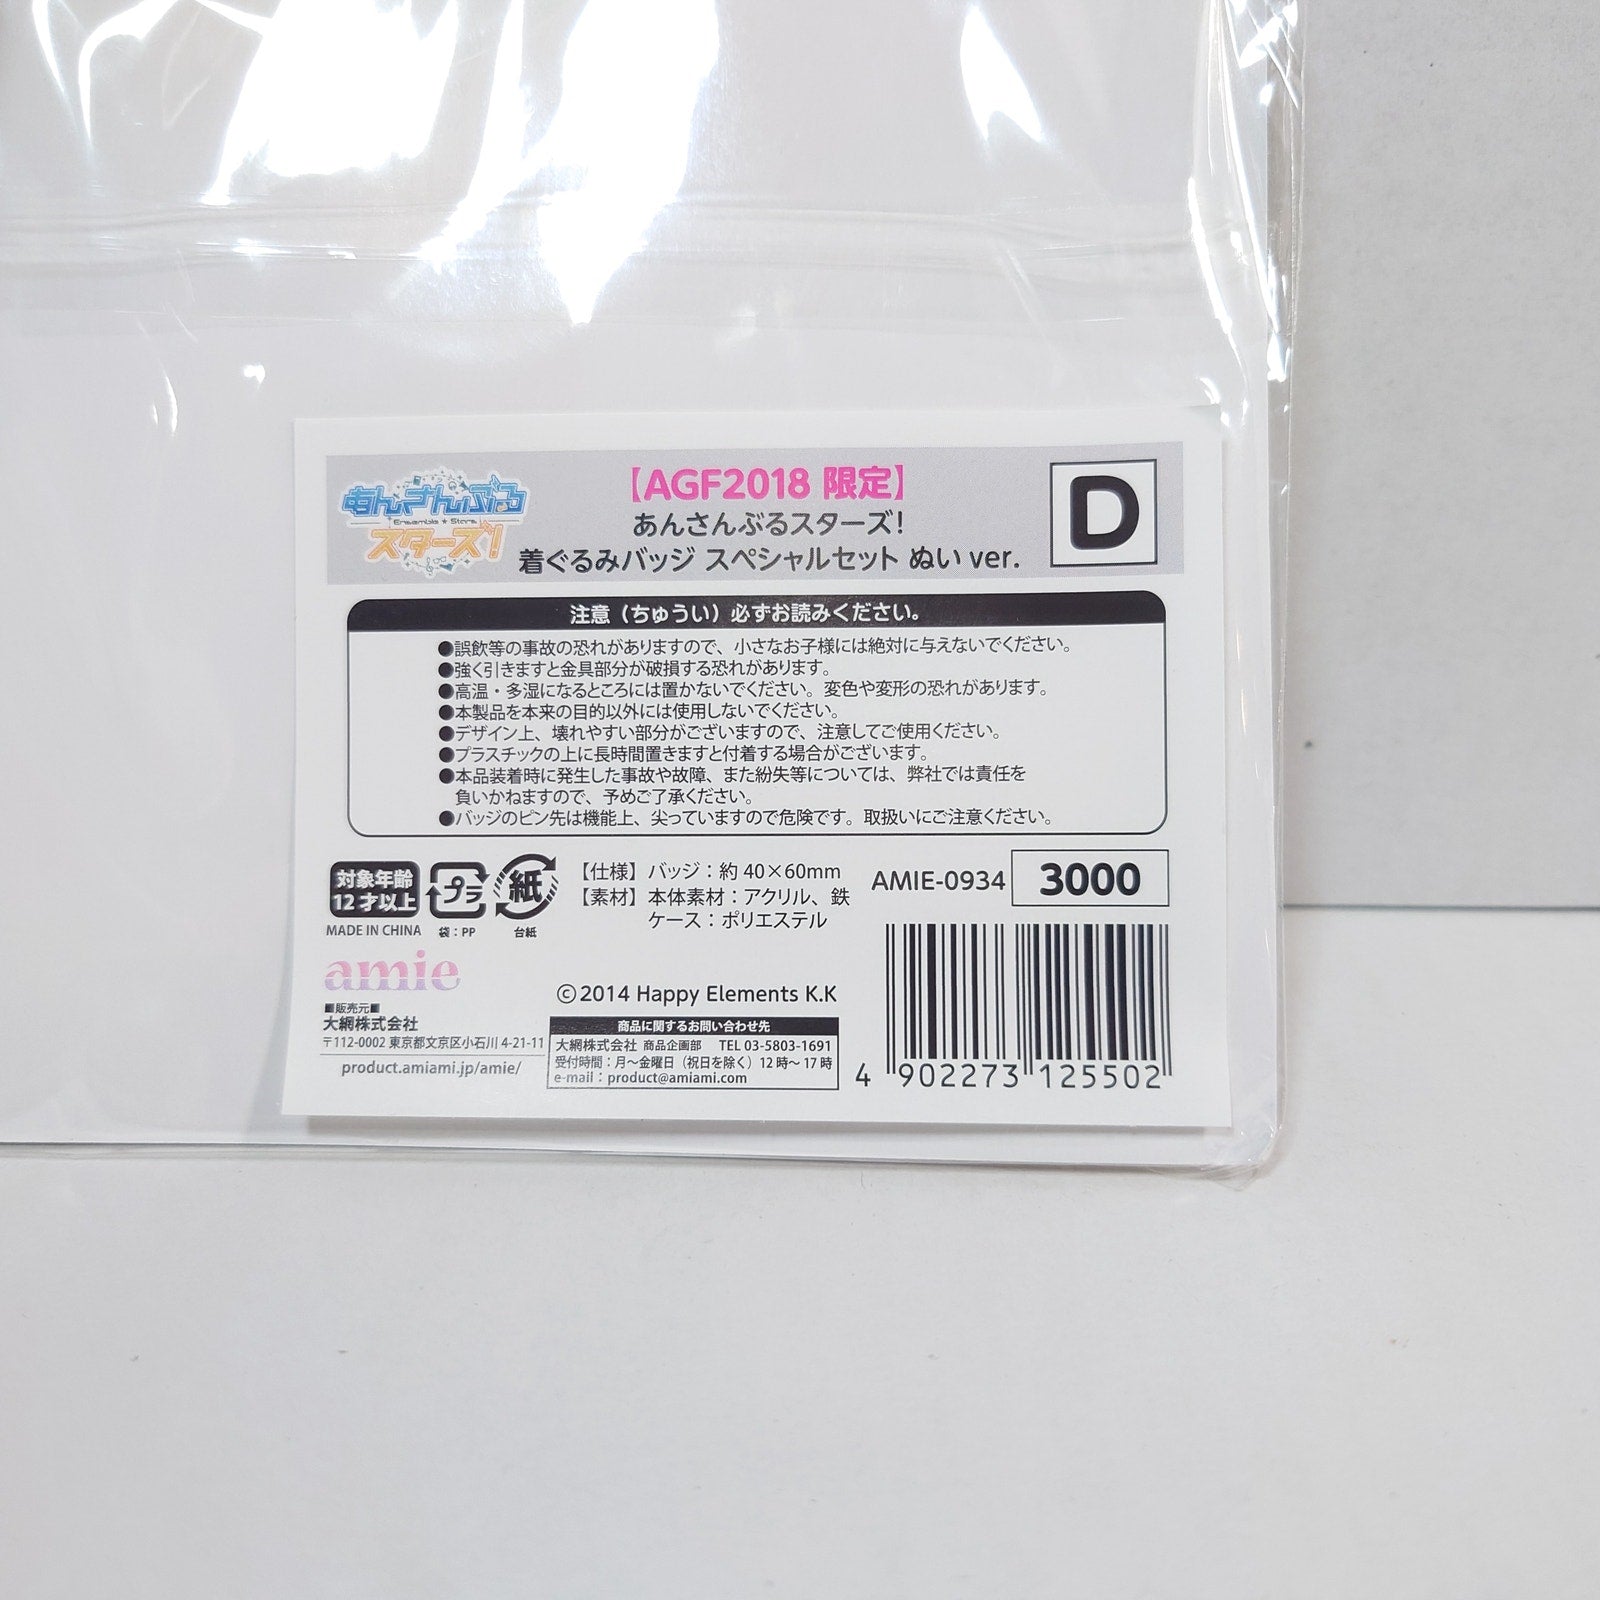 あんさんぶる
Ensemble ★ Stars
スターズ!
【AGF2018 限定】
あんさんぶるスターズ!
着ぐるみバッジ スペシャルセット ぬい ver.
D
注意（ちゅうい）必ずお読みください。
●誤飲等の事故の恐れがありますので、小さなお子様には絶対に与えないでください。
●強く引きますと金具部分が破損する恐れがあります。
●高温・多湿になるところには置かないでください。変色や変形の恐れがあります。
●本製品を本来の目的以外には使用しないでください。
●デザイン上、壊れやすい部分がございますので、注意してご使用ください。
●プラスチックの上に長時間置きますと付着する場合がございます。
●本品装着時に発生した事故や故障、また紛失等については、弊社では責任を
負いかねますので、予めご了承ください。
●バッジのピン先は機能上、尖っていますので危険です。取扱いにご注意ください。
対象年齢
12才以上
MADE IN CHINA
プラ
袋：PP
紙
台紙
【仕様】バッジ：約 40×60mm
【素材】本体素材：アクリル、鉄
ケース：ポリエステル
AMIE-0934
3000
amie
■販売元■
大網株式会社
〒112-0002 東京都文京区小石川 4-21-11
product.amiami.jp/amie/
©2014 Happy Elements K.K
商品に関するお問い合わせ先
大網株式会社 商品企画部 TEL 03-5803-1691
受付時間：月～金曜日（祝日を除く）12 時～ 17 時
e-mail：product@amiami.com
4 902273 125502